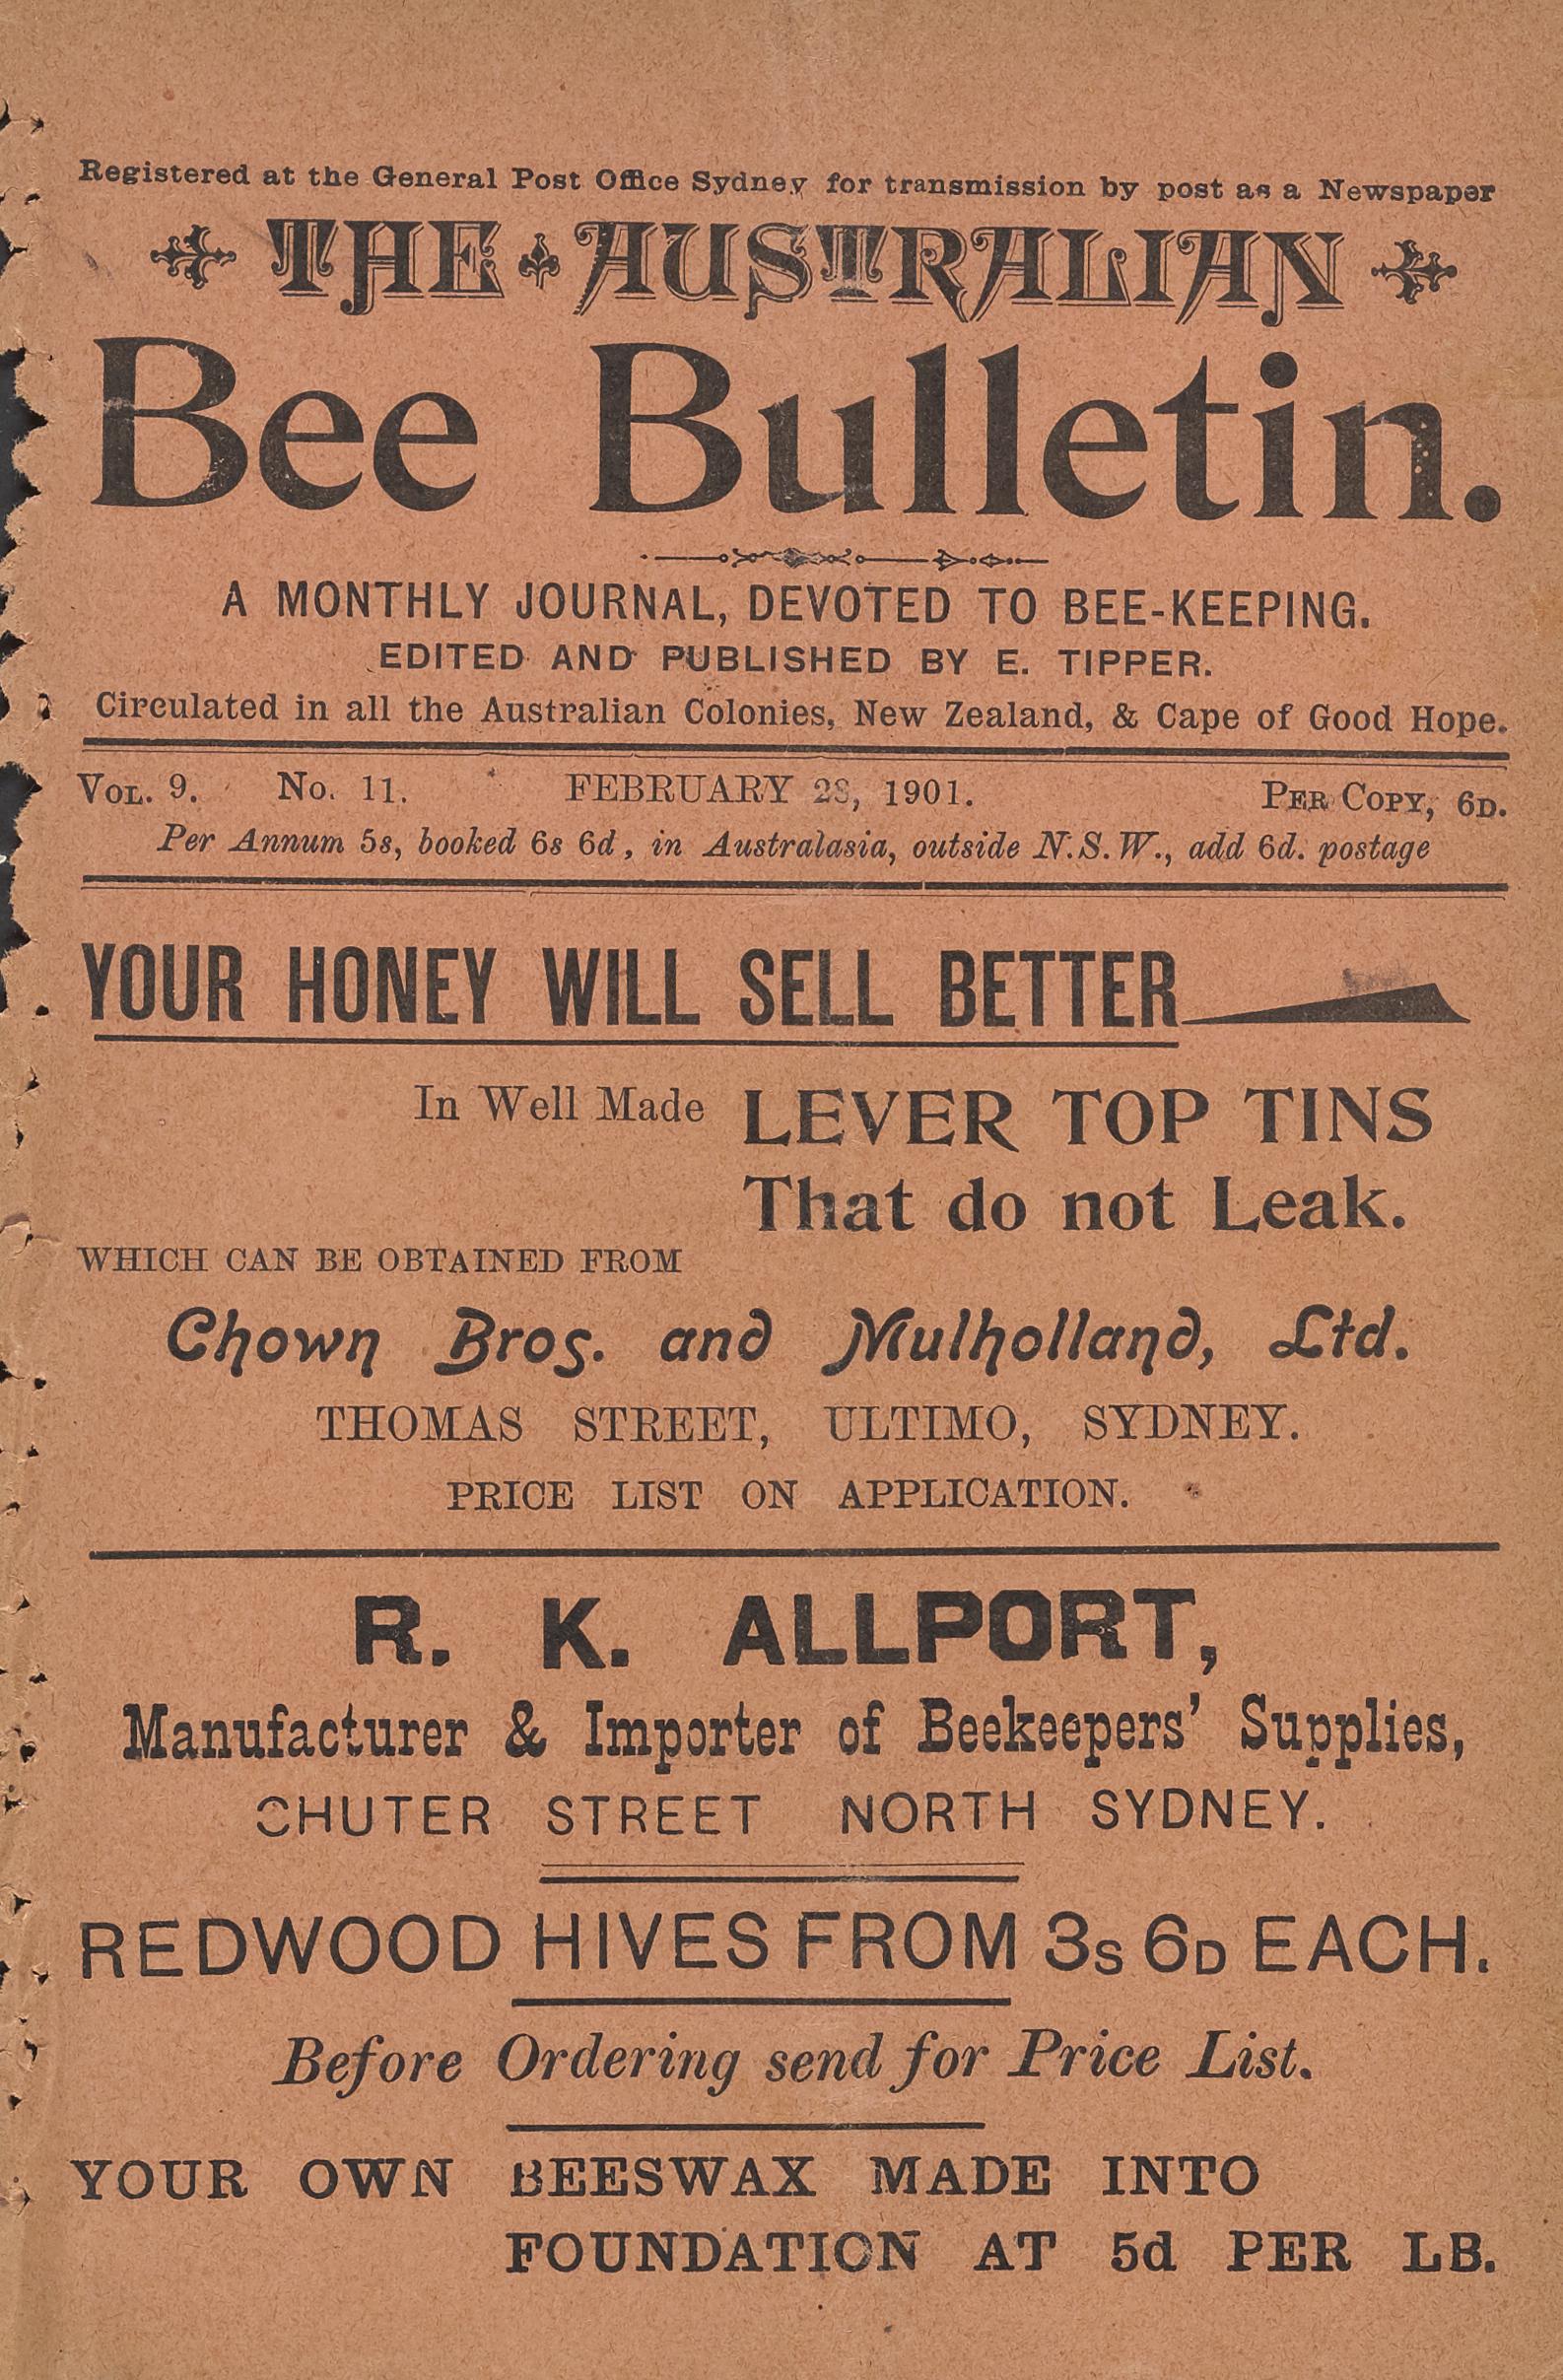 Registered at the General Post Office Sydney for transmission by post as a Newspaper
THE AUSTRALIAN
Bee Bulletin.
A MONTHLY JOURNAL, DEVOTED TO BEE-KEEPING.
EDITED AND PUBLISHED BY E. TIPPER.
Circulated in all the Australian Colonies, New Zealand, & Cape of Good Hope.
VOL. 9. No. 11. FEBRUARY 28, 1901. PER COPY, 6D.
Per Annum 5s, booked 6s 6d, in Australasia, outside N.S.W., add 6d. postage
YOUR HONEY WILL SELL BETTER
In Well Made LEVER TOP TINS
That do not Leak.
WHICH CAN BE OBTAINED FROM
Chown Bros. and Mulholland, Ltd.
THOMAS STREET, ULTIMO, SYDNEY.
PRICE LIST ON APPLICATION.
R. K. ALLPORT,
Manufacturer & Importer of Beekeepers' Supplies,
CHUTER STREET NORTH SYDNEY.
REDWOOD HIVES FROM 3S 6D EACH.
Before Ordering send for Price List.
YOUR OWN BEESWAX MADE INTO
FOUNDATION AT 5d PER LB.